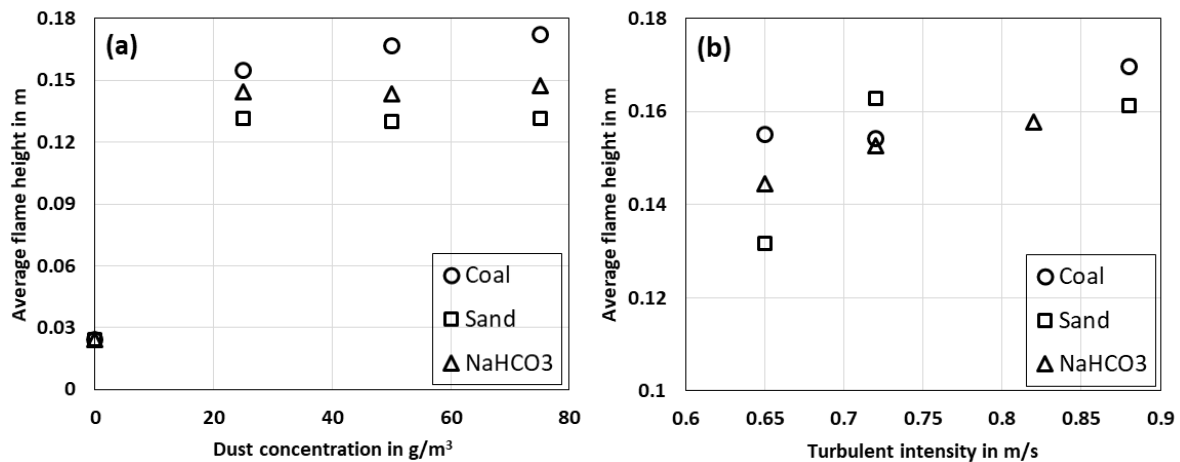 (a)
Average flame height in m
0.18
0.15
0.12
0.09
0.06
0.03
0
0 20 40 60 80
Dust concentration in g/m³
Coal
Sand
NaHCO3
(b)
Average flame height in m
0.18
0.16
0.14
0.12
0.1
0.6 0.65 0.7 0.75 0.8 0.85 0.9
Turbulent intensity in m/s
Coal
Sand
NaHCO3